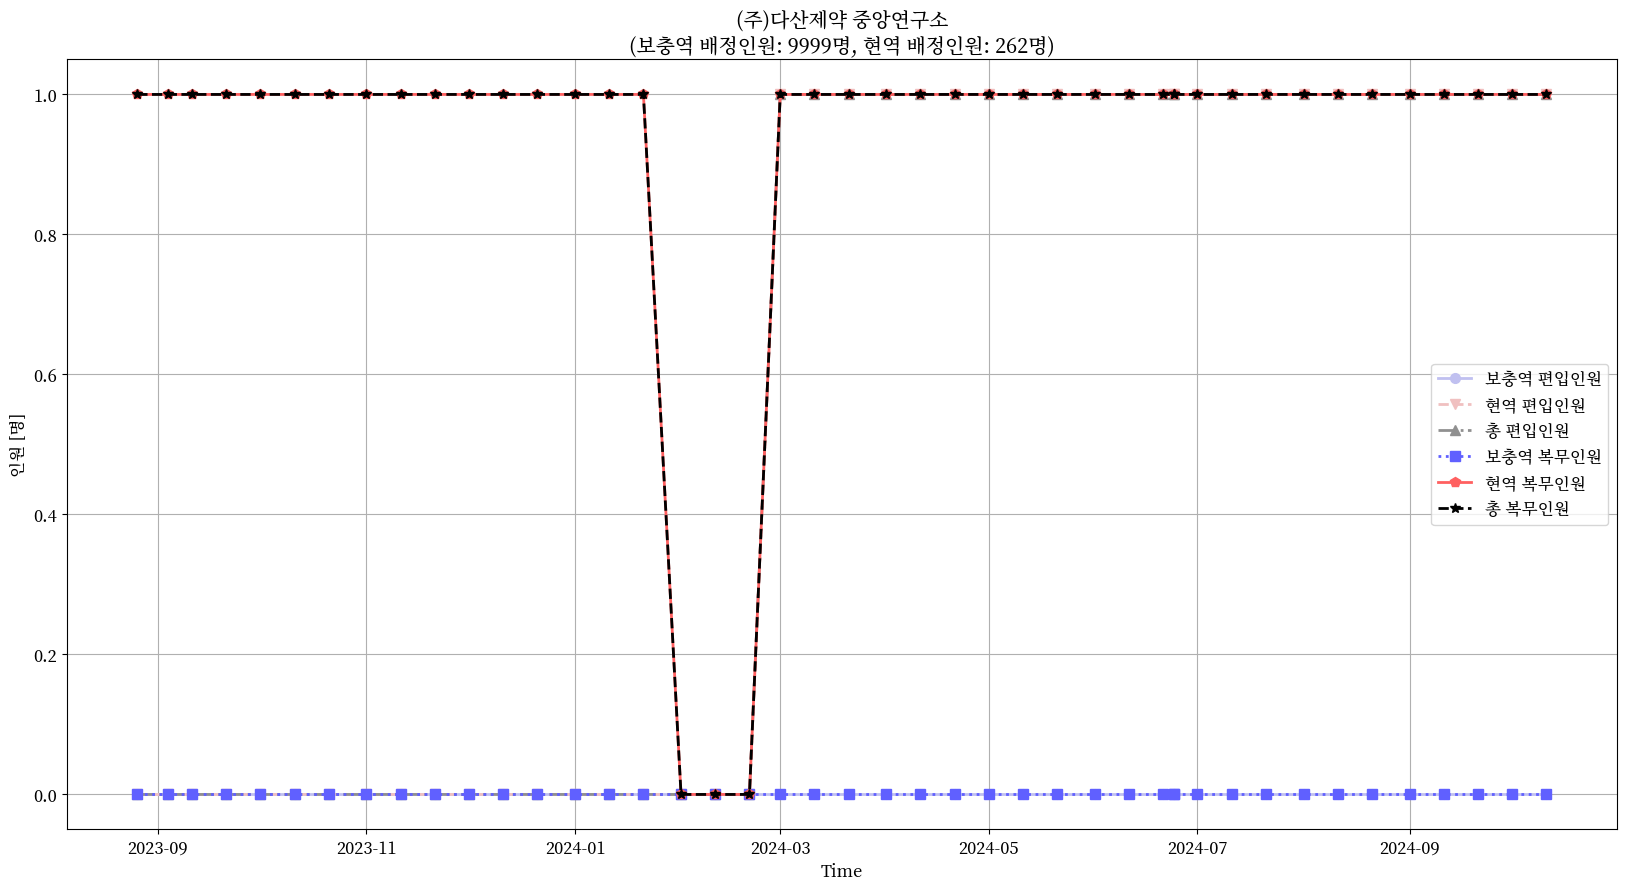 (주)다산제약 중앙연구소
(보충역 배정인원: 9999명, 현역 배정인원: 262명)
1.0
0.8
0.6
0.4
0.2
0.0
인원 [명]
보충역 편입인원
현역 편입인원
총 편입인원
보충역 복무인원
현역 복무인원
총 복무인원
2023-09 2023-11 2024-01 2024-03 2024-05 2024-07 2024-09
Time